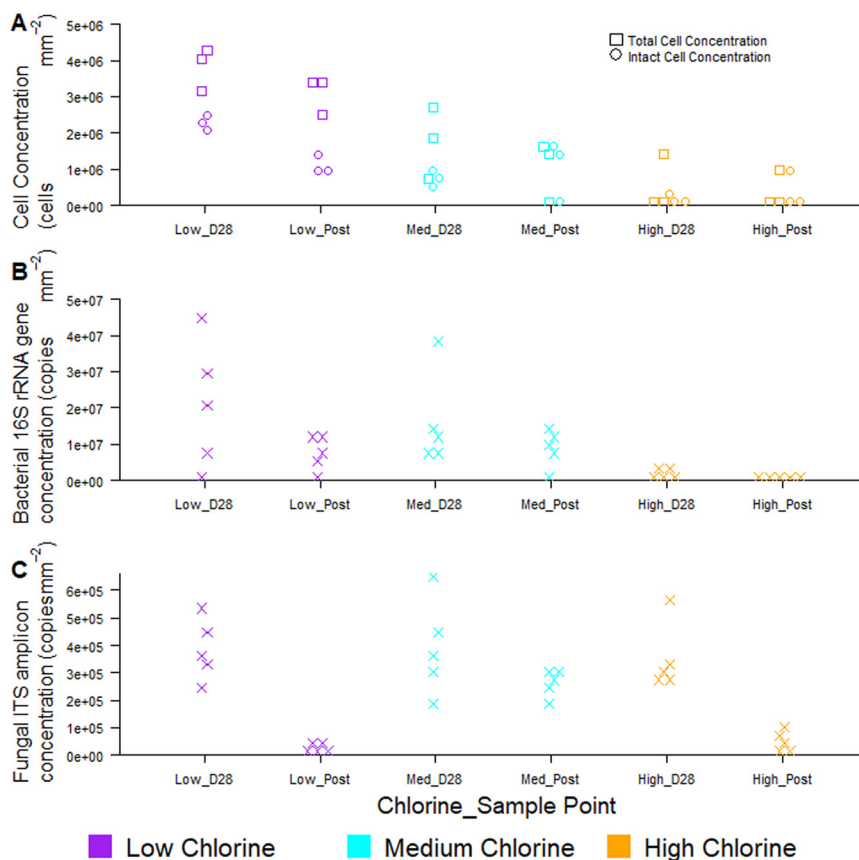 A
Cell Concentration
(cells mm−2)
5e+06
4e+06
3e+06
2e+06
1e+06
0e+00
Total Cell Concentration
Intact Cell Concentration
Low_D28 Low_Post Med_D28 Med_Post High_D28 High_Post
B
Bacterial 16S rRNA gene
concentration (copies mm−2)
5e+07
4e+07
3e+07
2e+07
1e+07
0e+00
Low_D28 Low_Post Med_D28 Med_Post High_D28 High_Post
C
Fungal ITS amplicon
concentration (copiesmm−2)
6e+05
5e+05
4e+05
3e+05
2e+05
1e+05
0e+00
Low_D28 Low_Post Med_D28 Med_Post High_D28 High_Post
Chlorine_Sample Point
Low Chlorine Medium Chlorine High Chlorine